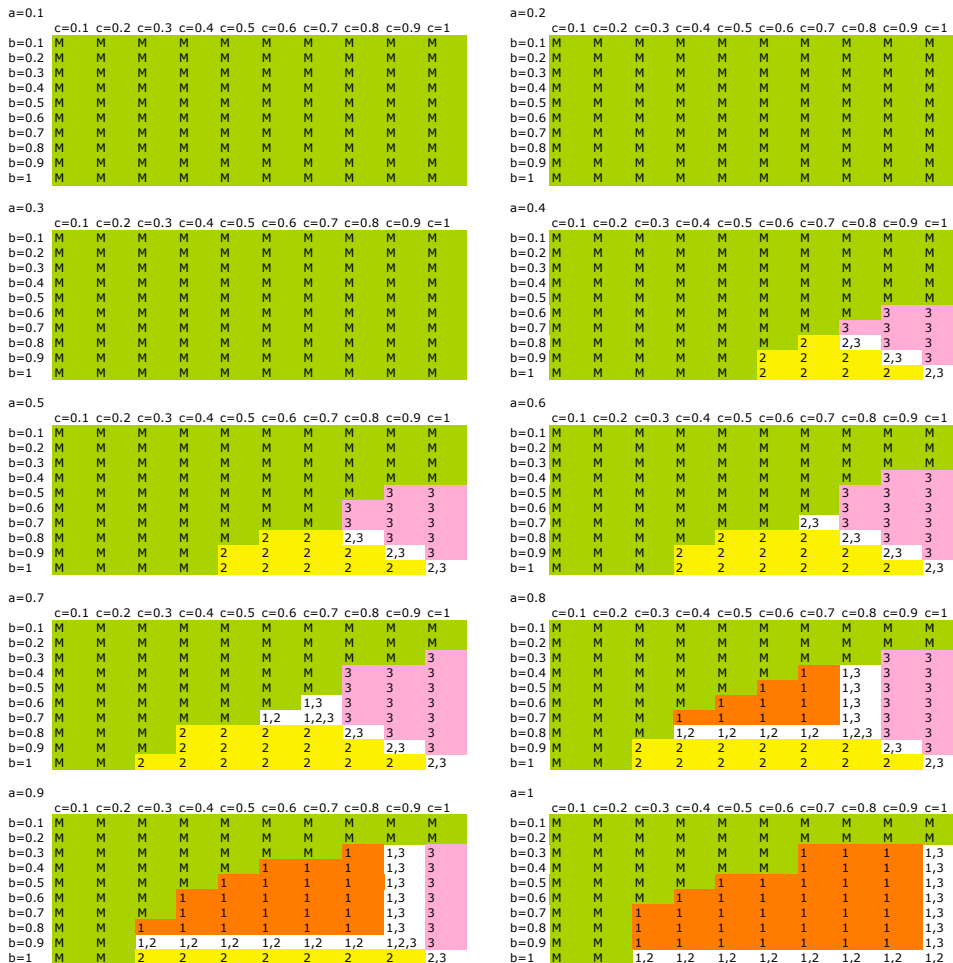 a=0.1
c=0.1 c=0.2 c=0.3 c=0.4 c=0.5 c=0.6 c=0.7 c=0.8 c=0.9 c=1
b=0.1 M M M M M M M M M M
b=0.2 M M M M M M M M M M
b=0.3 M M M M M M M M M M
b=0.4 M M M M M M M M M M
b=0.5 M M M M M M M M M M
b=0.6 M M M M M M M M M M
b=0.7 M M M M M M M M M M
b=0.8 M M M M M M M M M M
b=0.9 M M M M M M M M M M
b=1 M M M M M M M M M M
a=0.2
c=0.1 c=0.2 c=0.3 c=0.4 c=0.5 c=0.6 c=0.7 c=0.8 c=0.9 c=1
b=0.1 M M M M M M M M M M
b=0.2 M M M M M M M M M M
b=0.3 M M M M M M M M M M
b=0.4 M M M M M M M M M M
b=0.5 M M M M M M M M M M
b=0.6 M M M M M M M M M M
b=0.7 M M M M M M M M M M
b=0.8 M M M M M M M M M M
b=0.9 M M M M M M M M M M
b=1 M M M M M M M M M M
a=0.3
c=0.1 c=0.2 c=0.3 c=0.4 c=0.5 c=0.6 c=0.7 c=0.8 c=0.9 c=1
b=0.1 M M M M M M M M M M
b=0.2 M M M M M M M M M M
b=0.3 M M M M M M M M M M
b=0.4 M M M M M M M M M M
b=0.5 M M M M M M M M M M
b=0.6 M M M M M M M M M M
b=0.7 M M M M M M M M M M
b=0.8 M M M M M M M M M M
b=0.9 M M M M M M M M M M
b=1 M M M M M M M M M M
a=0.4
c=0.1 c=0.2 c=0.3 c=0.4 c=0.5 c=0.6 c=0.7 c=0.8 c=0.9 c=1
b=0.1 M M M M M M M M M M
b=0.2 M M M M M M M M M M
b=0.3 M M M M M M M M M M
b=0.4 M M M M M M M M M M
b=0.5 M M M M M M M M M M
b=0.6 M M M M M M M M 3 3
b=0.7 M M M M M M M 3 3 3
b=0.8 M M M M M M 2 2,3 3 3
b=0.9 M M M M M 2 2 2 2,3 3
b=1 M M M M M 2 2 2 2 2,3
a=0.5
c=0.1 c=0.2 c=0.3 c=0.4 c=0.5 c=0.6 c=0.7 c=0.8 c=0.9 c=1
b=0.1 M M M M M M M M M M
b=0.2 M M M M M M M M M M
b=0.3 M M M M M M M M M M
b=0.4 M M M M M M M M M M
b=0.5 M M M M M M M M 3 3
b=0.6 M M M M M M M 3 3 3
b=0.7 M M M M M M M 3 3 3
b=0.8 M M M M M 2 2 2,3 3 3
b=0.9 M M M M 2 2 2 2 2,3 3
b=1 M M M M 2 2 2 2 2 2,3
a=0.6
c=0.1 c=0.2 c=0.3 c=0.4 c=0.5 c=0.6 c=0.7 c=0.8 c=0.9 c=1
b=0.1 M M M M M M M M M M
b=0.2 M M M M M M M M M M
b=0.3 M M M M M M M M M M
b=0.4 M M M M M M M M 3 3
b=0.5 M M M M M M M 3 3 3
b=0.6 M M M M M M M 3 3 3
b=0.7 M M M M M M 2,3 3 3 3
b=0.8 M M M M 2 2 2 2,3 3 3
b=0.9 M M M 2 2 2 2 2 2,3 3
b=1 M M M 2 2 2 2 2 2 2,3
a=0.7
c=0.1 c=0.2 c=0.3 c=0.4 c=0.5 c=0.6 c=0.7 c=0.8 c=0.9 c=1
b=0.1 M M M M M M M M M M
b=0.2 M M M M M M M M M M
b=0.3 M M M M M M M M M 3
b=0.4 M M M M M M M 3 3 3
b=0.5 M M M M M M M 3 3 3
b=0.6 M M M M M M 1,3 3 3 3
b=0.7 M M M M M 1,2 1,2,3 3 3 3
b=0.8 M M M 2 2 2 2 2,3 3 3
b=0.9 M M M 2 2 2 2 2 2,3 3
b=1 M M 2 2 2 2 2 2 2 2,3
a=0.8
c=0.1 c=0.2 c=0.3 c=0.4 c=0.5 c=0.6 c=0.7 c=0.8 c=0.9 c=1
b=0.1 M M M M M M M M M M
b=0.2 M M M M M M M M M M
b=0.3 M M M M M M M M 3 3
b=0.4 M M M M M M 1 1,3 3 3
b=0.5 M M M M M 1 1 1,3 3 3
b=0.6 M M M M 1 1 1 1,3 3 3
b=0.7 M M M 1 1 1 1 1,3 3 3
b=0.8 M M M 1,2 1,2 1,2 1,2 1,2,3 3 3
b=0.9 M M 2 2 2 2 2 2 2,3 3
b=1 M M 2 2 2 2 2 2 2 2,3
a=0.9
c=0.1 c=0.2 c=0.3 c=0.4 c=0.5 c=0.6 c=0.7 c=0.8 c=0.9 c=1
b=0.1 M M M M M M M M M M
b=0.2 M M M M M M M M M M
b=0.3 M M M M M M M 1 1,3 3
b=0.4 M M M M M 1 1 1 1,3 3
b=0.5 M M M M 1 1 1 1 1,3 3
b=0.6 M M M 1 1 1 1 1 1,3 3
b=0.7 M M M 1 1 1 1 1 1,3 3
b=0.8 M M 1 1 1 1 1 1 1,3 3
b=0.9 M M 1,2 1,2 1,2 1,2 1,2 1,2 1,2,3 3
b=1 M M 2 2 2 2 2 2 2 2,3
a=1
c=0.1 c=0.2 c=0.3 c=0.4 c=0.5 c=0.6 c=0.7 c=0.8 c=0.9 c=1
b=0.1 M M M M M M M M M M
b=0.2 M M M M M M M M M M
b=0.3 M M M M M M 1 1 1 1,3
b=0.4 M M M M M M 1 1 1 1,3
b=0.5 M M M M 1 1 1 1 1 1,3
b=0.6 M M M 1 1 1 1 1 1 1,3
b=0.7 M M 1 1 1 1 1 1 1 1,3
b=0.8 M M 1 1 1 1 1 1 1 1,3
b=0.9 M M 1 1 1 1 1 1 1 1,3
b=1 M M 1,2 1,2 1,2 1,2 1,2 1,2 1,2 1,2